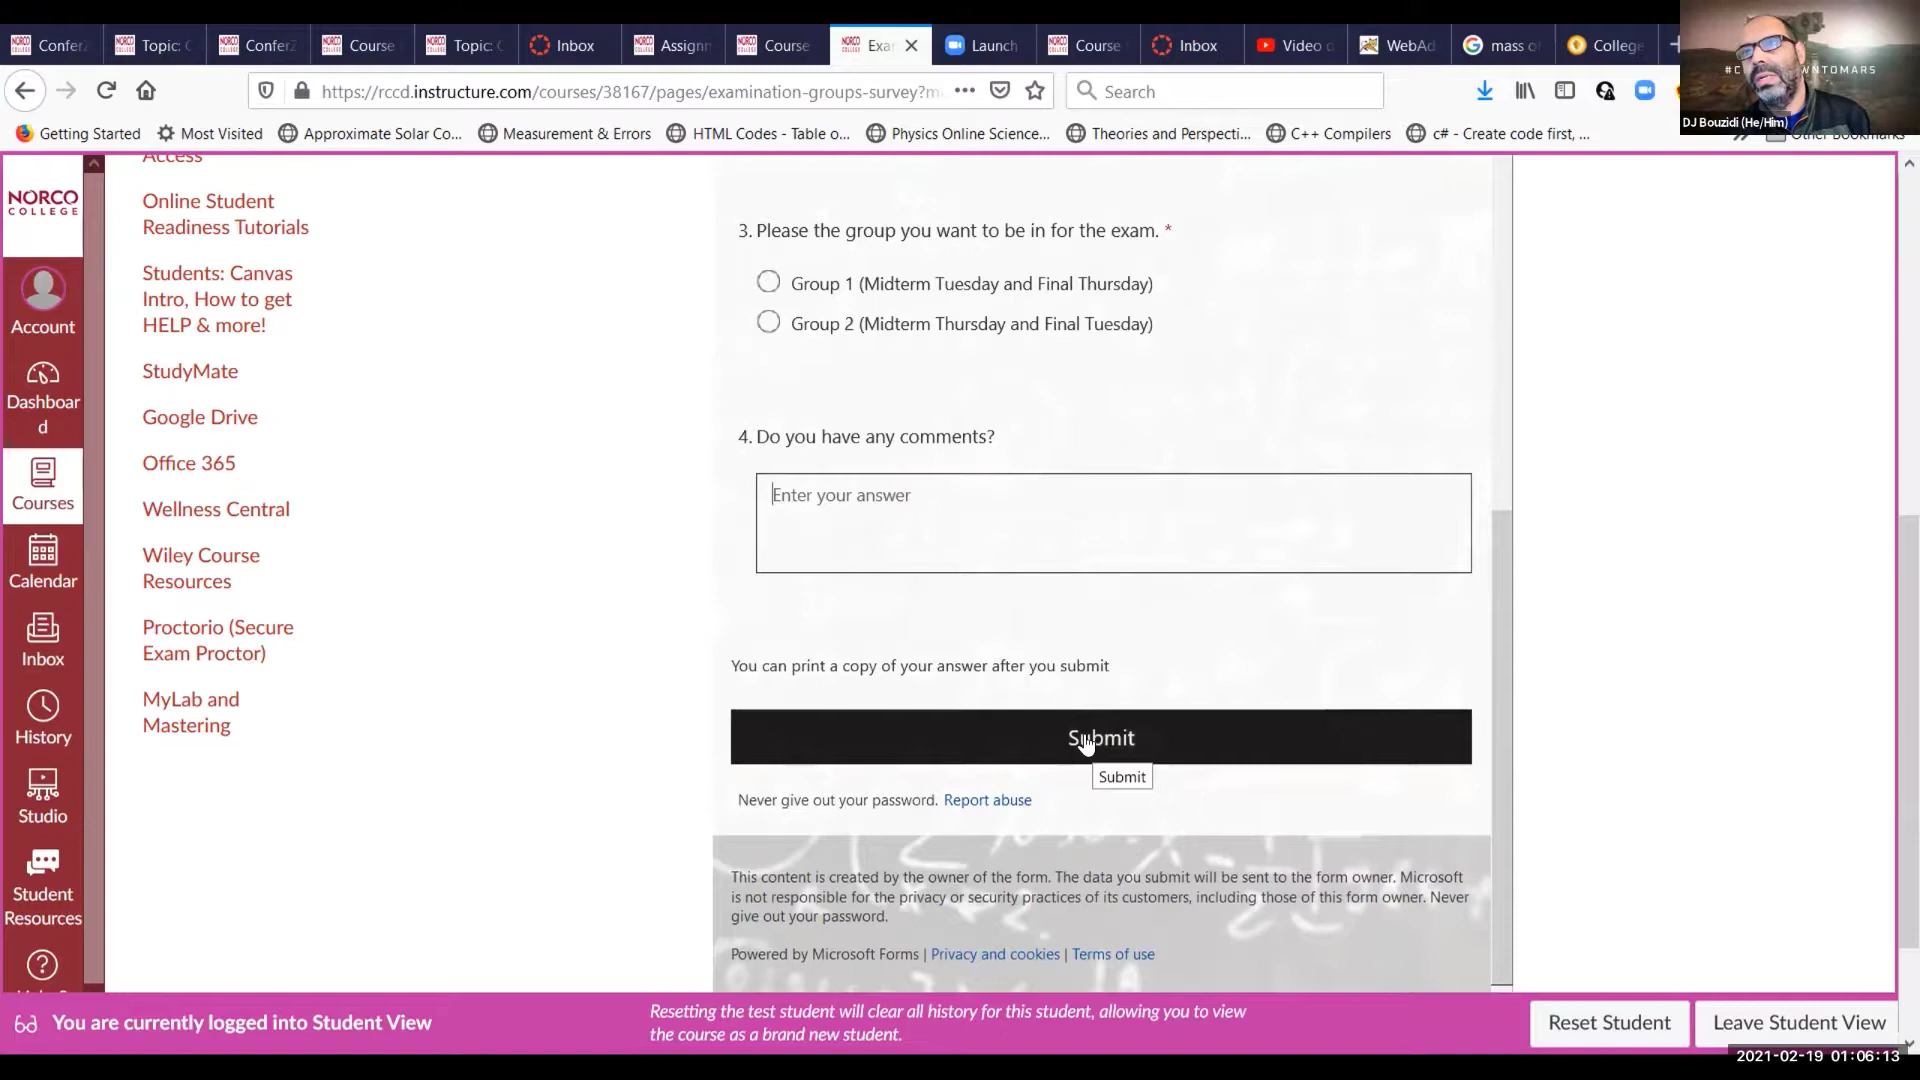 Confer
Topic: C
Confer
Course
Topic: C
Inbox
Assignm
Course
Exa
Launch
Course
Inbox
Video
WebAd
mass o
College
https://rccd.instructure.com/courses/38167/pages/examination-groups-survey?m
Search
Getting Started
Most Visited
Approximate Solar Co...
Measurement & Errors
HTML Codes - Table o...
Physics Online Science...
Theories and Perspecti...
C++ Compilers
c# - Create code first, ...
Other Bookmarks
DJ Bouzidi (He/Him)
NORCO
COLLEGE
Account
Dashboar
d
Courses
Calendar
Inbox
History
Studio
Student
Resources
Access
Online Student
Readiness Tutorials
Students: Canvas
Intro, How to get
HELP & more!
StudyMate
Google Drive
Office 365
Wellness Central
Wiley Course
Resources
Proctorio (Secure
Exam Proctor)
MyLab and
Mastering
3. Please the group you want to be in for the exam. *
Group 1 (Midterm Tuesday and Final Thursday)
Group 2 (Midterm Thursday and Final Tuesday)
4. Do you have any comments?
Enter your answer
You can print a copy of your answer after you submit
Submit
Submit
Never give out your password. Report abuse
This content is created by the owner of the form. The data you submit will be sent to the form owner. Microsoft
is not responsible for the privacy or security practices of its customers, including those of this form owner. Never
give out your password.
Powered by Microsoft Forms | Privacy and cookies | Terms of use
You are currently logged into Student View
Resetting the test student will clear all history for this student, allowing you to view
the course as a brand new student.
Reset Student
Leave Student View
2021-02-19 01:06:13